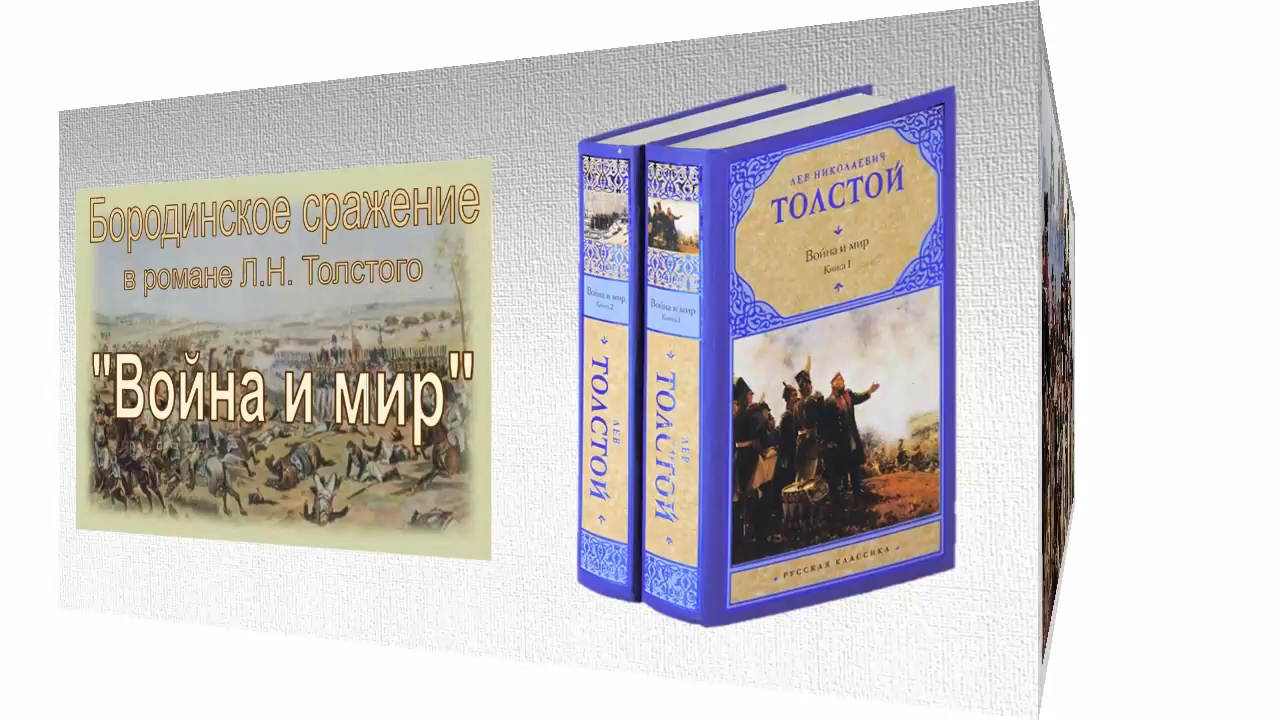 Бородинское сражение
в романе Л.Н. Толстого
"Война и мир"
ЛЕВ НИКОЛАЕВИЧ
ТОЛСТОЙ
Война и мир
Книга I
РУССКАЯ КЛАССИКА
Война и мир
Книга 2
ЛЕВ
ТОЛСТОЙ
Война и мир
Книга 1
ЛЕВ
ТОЛСТОЙ